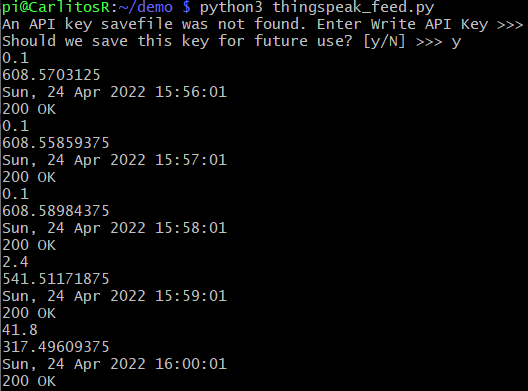 pi@CarlitosR:~/demo $ python3 thingspeak_feed.py
An API key savefile was not found. Enter Write API Key >>>
Should we save this key for future use? [y/N] >>> y
0.1
608.5703125
Sun, 24 Apr 2022 15:56:01
200 OK
0.1
608.55859375
Sun, 24 Apr 2022 15:57:01
200 OK
0.1
608.58984375
Sun, 24 Apr 2022 15:58:01
200 OK
2.4
541.51171875
Sun, 24 Apr 2022 15:59:01
200 OK
41.8
317.49609375
Sun, 24 Apr 2022 16:00:01
200 OK